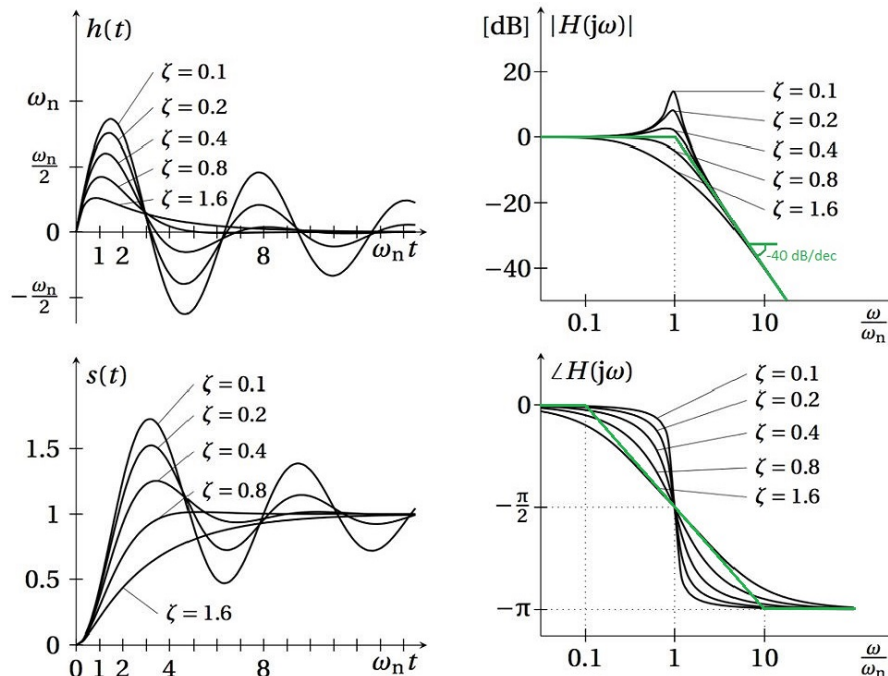 h(t)
ωn
ωn/2
0
−ωn/2
ζ = 0.1
ζ = 0.2
ζ = 0.4
ζ = 0.8
ζ = 1.6
1 2 8 ωn t
[dB] |H(jω)|
20
0
−20
−40
ζ = 0.1
ζ = 0.2
ζ = 0.4
ζ = 0.8
ζ = 1.6
-40 dB/dec
0.1 1 10 ω/ωn
s(t)
1.5
1
0.5
0
ζ = 0.1
ζ = 0.2
ζ = 0.4
ζ = 0.8
ζ = 1.6
0 1 2 4 8 ωn t
∠H(jω)
0
−π/2
−π
ζ = 0.1
ζ = 0.2
ζ = 0.4
ζ = 0.8
ζ = 1.6
0.1 1 10 ω/ωn